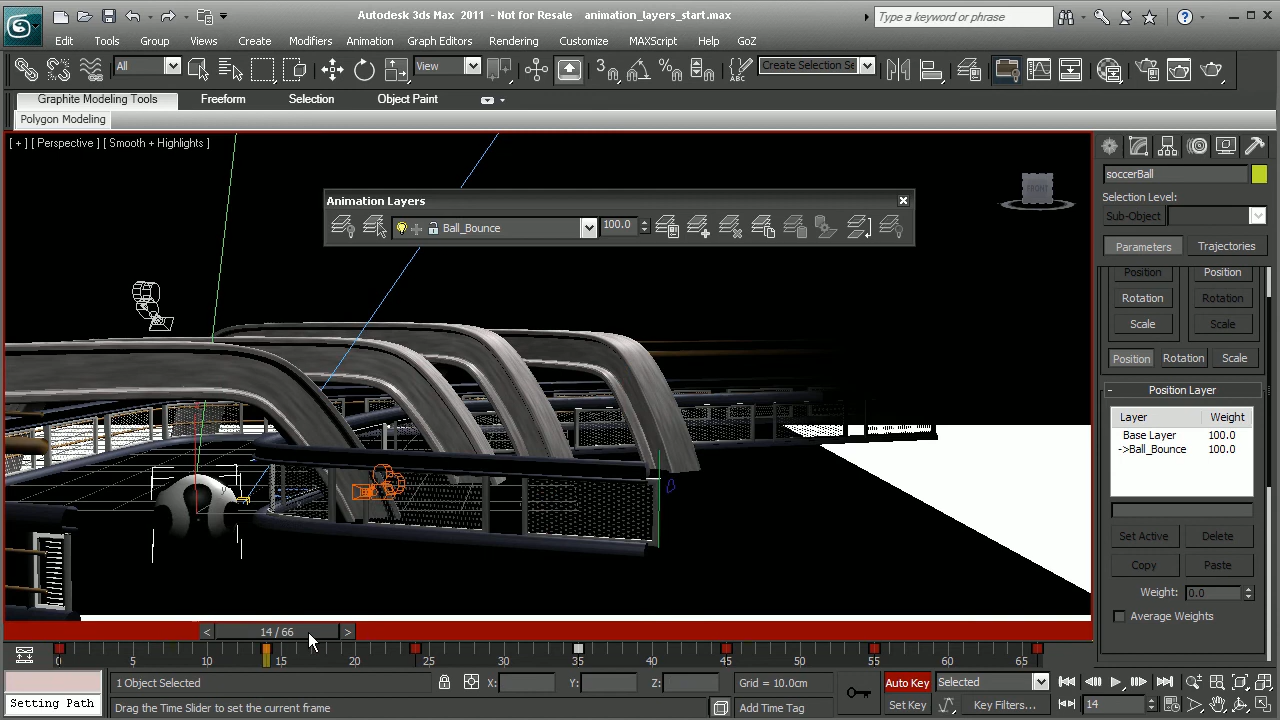 Autodesk 3ds Max 2011 - Not for Resale animation_layers_start.max
Type a keyword or phrase
Edit Tools Group Views Create Modifiers Animation Graph Editors Rendering Customize MAXScript Help GoZ
All View 3 Create Selection Se
Graphite Modeling Tools Freeform Selection Object Paint
Polygon Modeling
[ + ] [ Perspective ] [ Smooth + Highlights ]
FRONT
Animation Layers
Ball_Bounce 100.0
soccerBall
Selection Level:
Sub-Object
Parameters Trajectories
Position Position
Rotation Rotation
Scale Scale
Position Rotation Scale
- Position Layer
Layer Weight
Base Layer 100.0
->Ball_Bounce 100.0
Set Active Delete
Copy Paste
Weight: 0.0
Average Weights
< 14 / 66 >
0 5 10 15 20 25 30 35 40 45 50 55 60 65
1 Object Selected X: Y: Z: Grid = 10.0cm Auto Key Selected
Setting Path Drag the Time Slider to set the current frame Add Time Tag Set Key Key Filters... 14